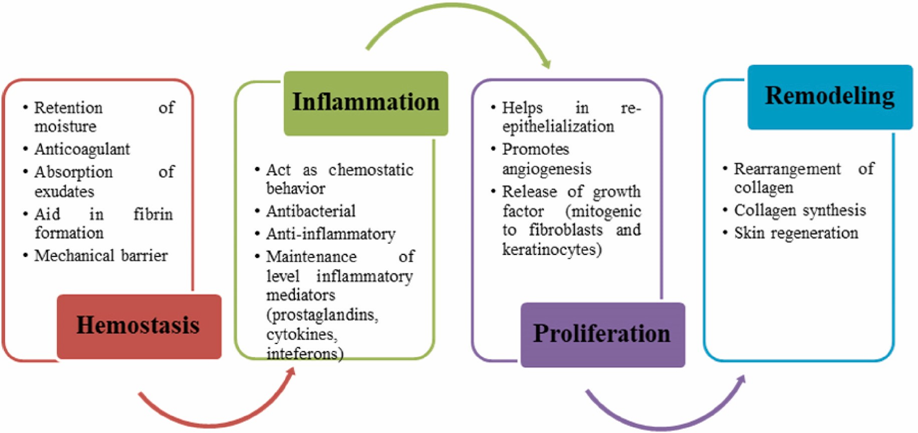 • Retention of
moisture
• Anticoagulant
• Absorption of
exudates
• Aid in fibrin
formation
• Mechanical barrier
Hemostasis
Inflammation
• Act as chemostatic
behavior
• Antibacterial
• Anti-inflammatory
• Maintenance of
level inflammatory
mediators
(prostaglandins,
cytokines,
inteferons)
• Helps in re-
epithelialization
• Promotes
angiogenesis
• Release of growth
factor (mitogenic
to fibroblasts and
keratinocytes)
Proliferation
Remodeling
• Rearrangement of
collagen
• Collagen synthesis
• Skin regeneration